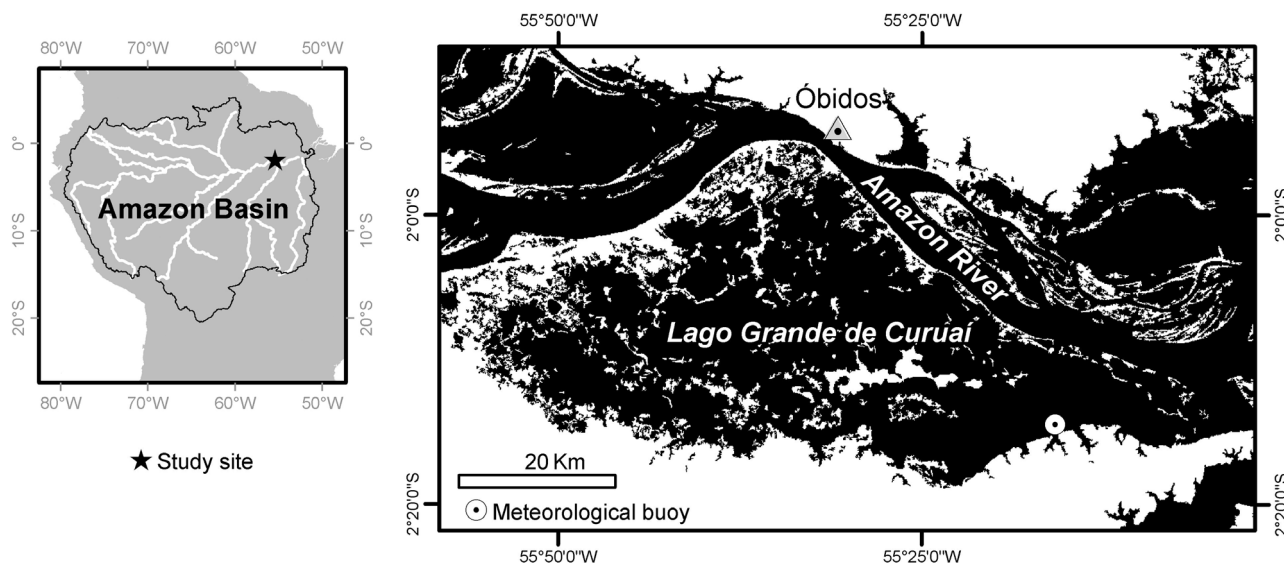 80°W 70°W 60°W 50°W
0°
10°S
20°S
0°
10°S
20°S
Amazon Basin
80°W 70°W 60°W 50°W
Study site
55°50'0"W 55°25'0"W
2°0'0"S
2°20'0"S
2°0'0"S
2°20'0"S
Óbidos
Amazon River
Lago Grande de Curuaí
20 Km
Meteorological buoy
55°50'0"W 55°25'0"W